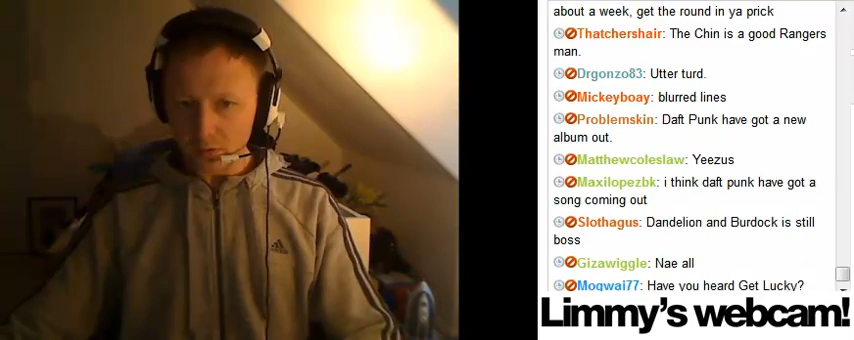 about a week, get the round in ya prick
Thatchershair: The Chin is a good Rangers
man.
Drgonzo83: Utter turd.
Mickeyboay: blurred lines
Problemskin: Daft Punk have got a new
album out.
Matthewcoleslaw: Yeezus
Maxilopezbk: i think daft punk have got a
song coming out
Slothagus: Dandelion and Burdock is still
boss
Gizawiggle: Nae all
Mogwai77: Have you heard Get Lucky?
Limmy's webcam!
adidas